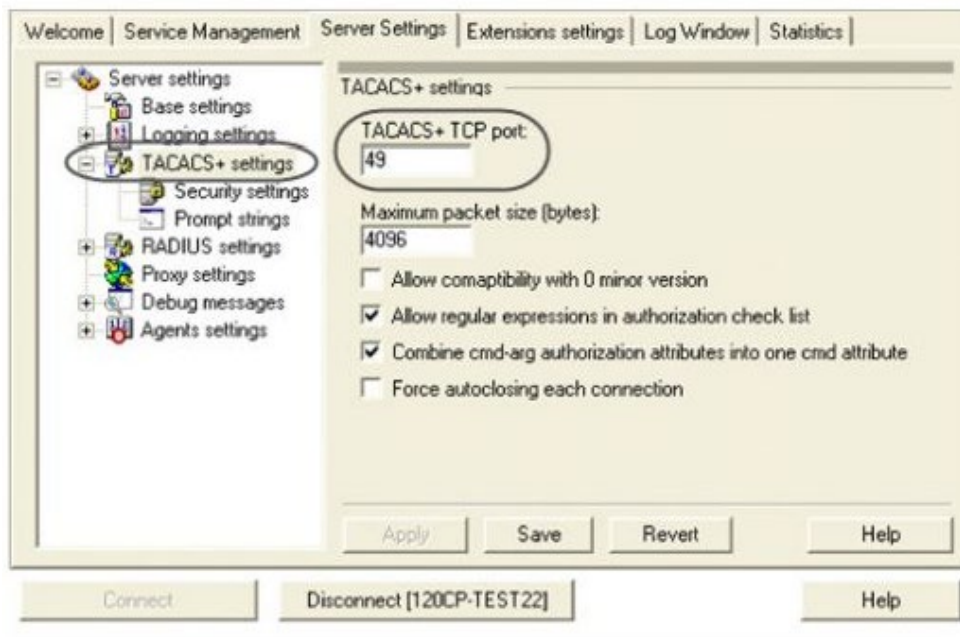 Welcome Service Management Server Settings Extensions settings Log Window Statistics
Server settings
Base settings
Logging settings
TACACS+ settings
Security settings
Prompt strings
RADIUS settings
Proxy settings
Debug messages
Agents settings
TACACS+ settings
TACACS+ TCP port:
49
Maximum packet size (bytes):
4096
Allow comaptibility with 0 minor version
Allow regular expressions in authorization check list
Combine cmd-arg authorization attributes into one cmd attribute
Force autoclosing each connection
Apply Save Revert Help
Connect Disconnect [120CP-TEST22] Help